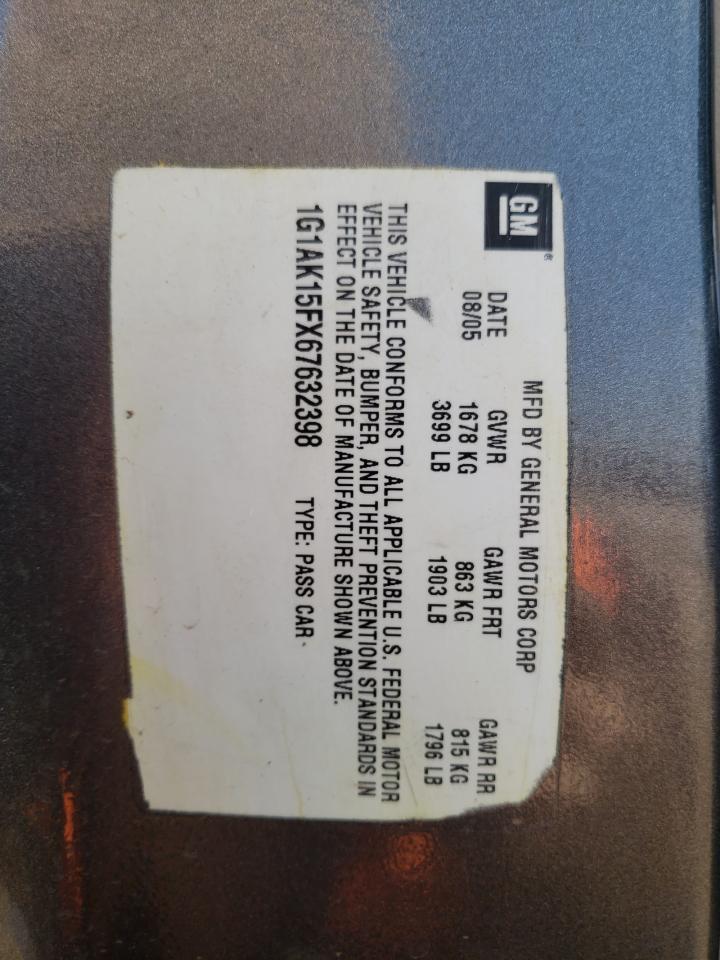 GM®
MFD BY GENERAL MOTORS CORP
DATE GVWR GAWR FRT GAWR RR
08/05 1678 KG 863 KG 815 KG
3699 LB 1903 LB 1796 LB
THIS VEHICLE CONFORMS TO ALL APPLICABLE U.S. FEDERAL MOTOR
VEHICLE SAFETY, BUMPER, AND THEFT PREVENTION STANDARDS IN
EFFECT ON THE DATE OF MANUFACTURE SHOWN ABOVE.
1G1AK15FX67632398 TYPE: PASS CAR